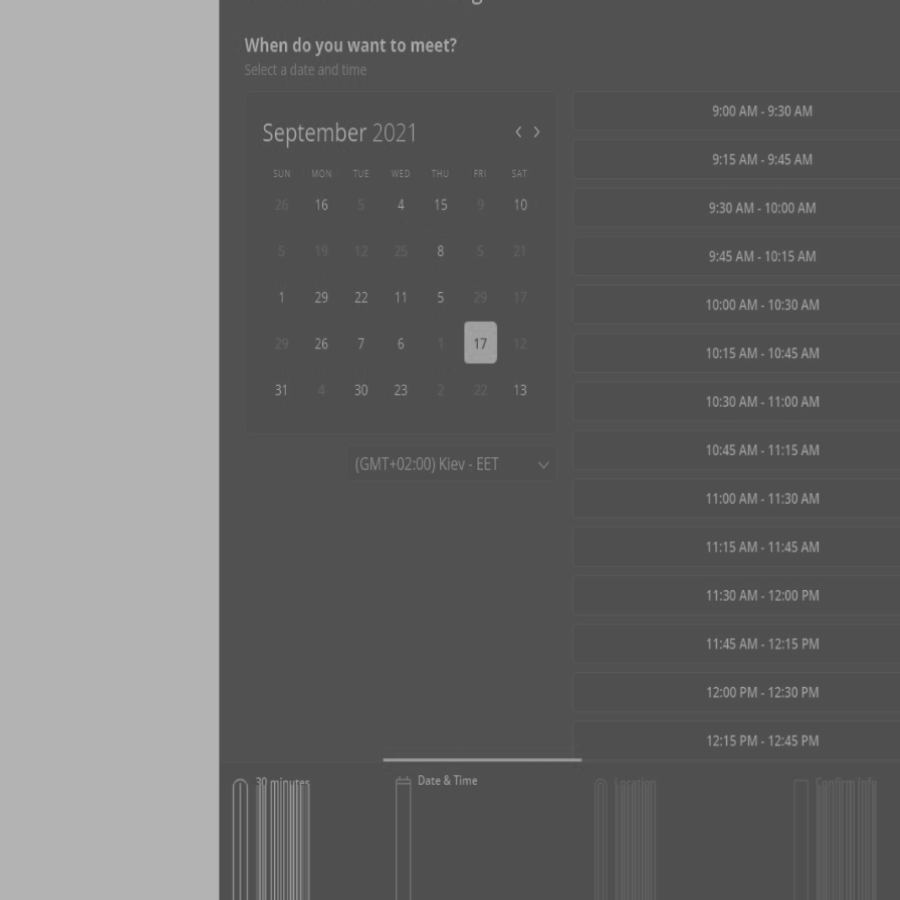 When do you want to meet?
Select a date and time
September 2021
SUN MON TUE WED THU FRI SAT
26 16 5 4 15 9 10
5 19 12 25 8 5 21
1 29 22 11 5 29 17
29 26 7 6 1 17 12
31 4 30 23 2 22 13
(GMT+02:00) Kiev - EET
9:00 AM - 9:30 AM
9:15 AM - 9:45 AM
9:30 AM - 10:00 AM
9:45 AM - 10:15 AM
10:00 AM - 10:30 AM
10:15 AM - 10:45 AM
10:30 AM - 11:00 AM
10:45 AM - 11:15 AM
11:00 AM - 11:30 AM
11:15 AM - 11:45 AM
11:30 AM - 12:00 PM
11:45 AM - 12:15 PM
12:00 PM - 12:30 PM
12:15 PM - 12:45 PM
30 minutes
Date & Time
Location
Confirm Info